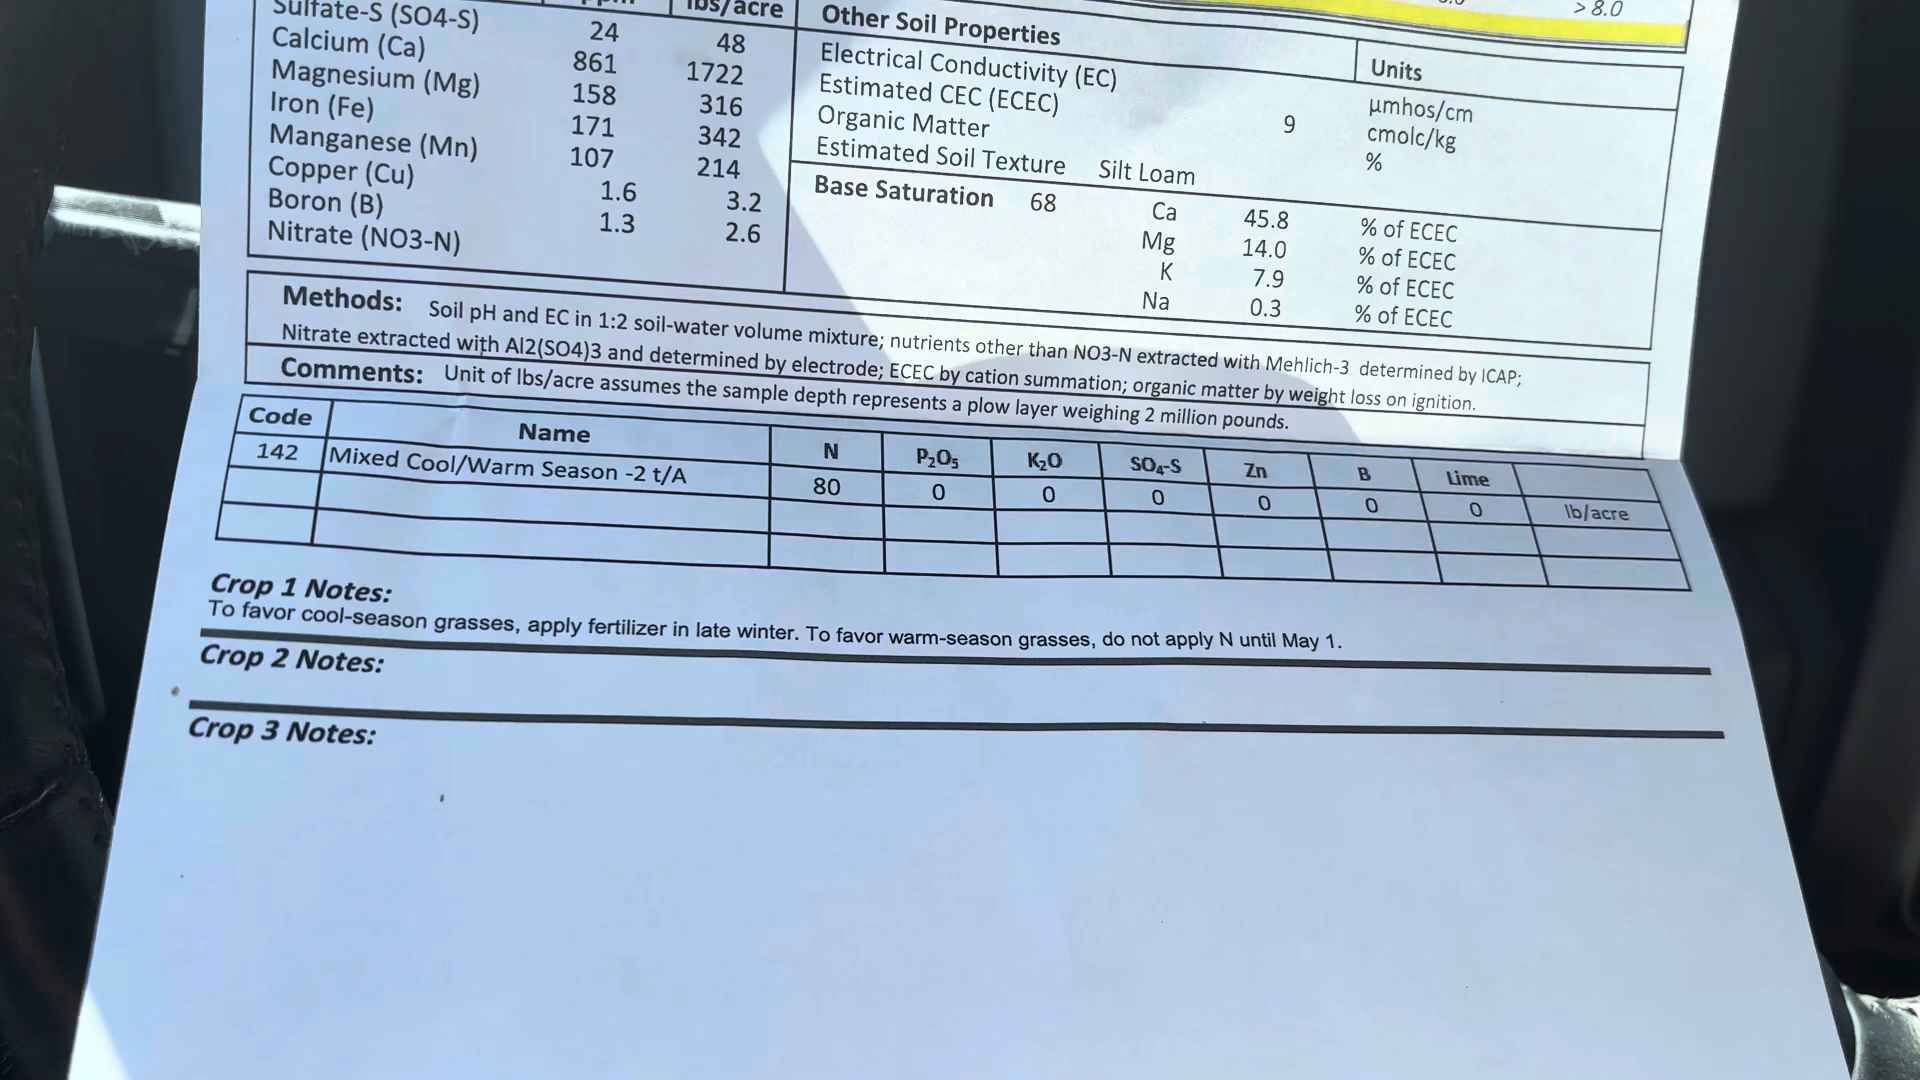 > 8.0
lbs/acre
Sulfate-S (SO4-S) 24 48
Calcium (Ca) 861 1722
Magnesium (Mg) 158 316
Iron (Fe) 171 342
Manganese (Mn) 107 214
Copper (Cu) 1.6 3.2
Boron (B) 1.3 2.6
Nitrate (NO3-N)
Other Soil Properties Units
Electrical Conductivity (EC) µmhos/cm
Estimated CEC (ECEC) 9 cmolc/kg
Organic Matter %
Estimated Soil Texture Silt Loam
Base Saturation 68 Ca 45.8 % of ECEC
Mg 14.0 % of ECEC
K 7.9 % of ECEC
Na 0.3 % of ECEC
Methods: Soil pH and EC in 1:2 soil-water volume mixture; nutrients other than NO3-N extracted with Mehlich-3 determined by ICAP;
Nitrate extracted with Al2(SO4)3 and determined by electrode; ECEC by cation summation; organic matter by weight loss on ignition.
Comments: Unit of lbs/acre assumes the sample depth represents a plow layer weighing 2 million pounds.
Code Name N P₂O₅ K₂O SO₄-S Zn B Lime
142 Mixed Cool/Warm Season -2 t/A 80 0 0 0 0 0 0 lb/acre
Crop 1 Notes:
To favor cool-season grasses, apply fertilizer in late winter. To favor warm-season grasses, do not apply N until May 1.
Crop 2 Notes:
Crop 3 Notes: